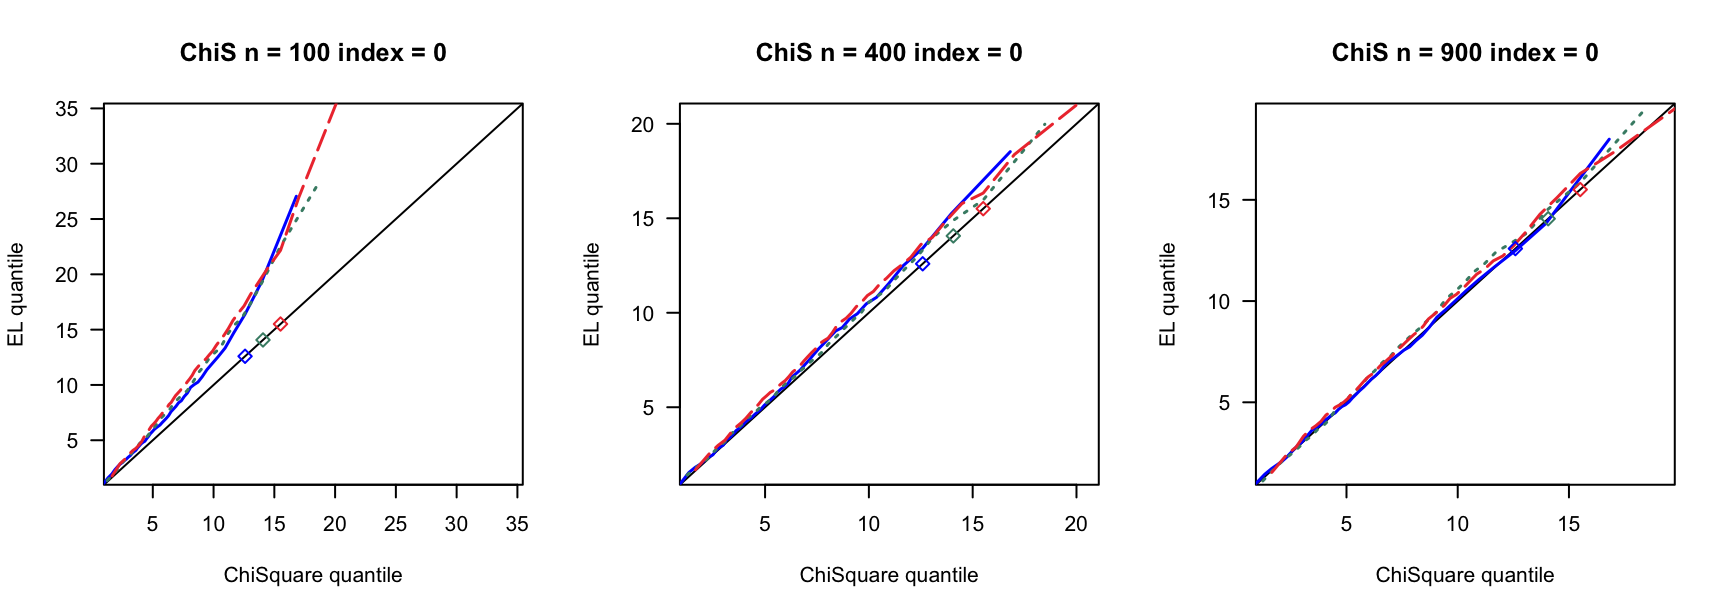 ChiS n = 100 index = 0
EL quantile
35
30
25
20
15
10
5
5 10 15 20 25 30 35
ChiSquare quantile
ChiS n = 400 index = 0
EL quantile
20
15
10
5
5 10 15 20
ChiSquare quantile
ChiS n = 900 index = 0
EL quantile
15
10
5
5 10 15
ChiSquare quantile